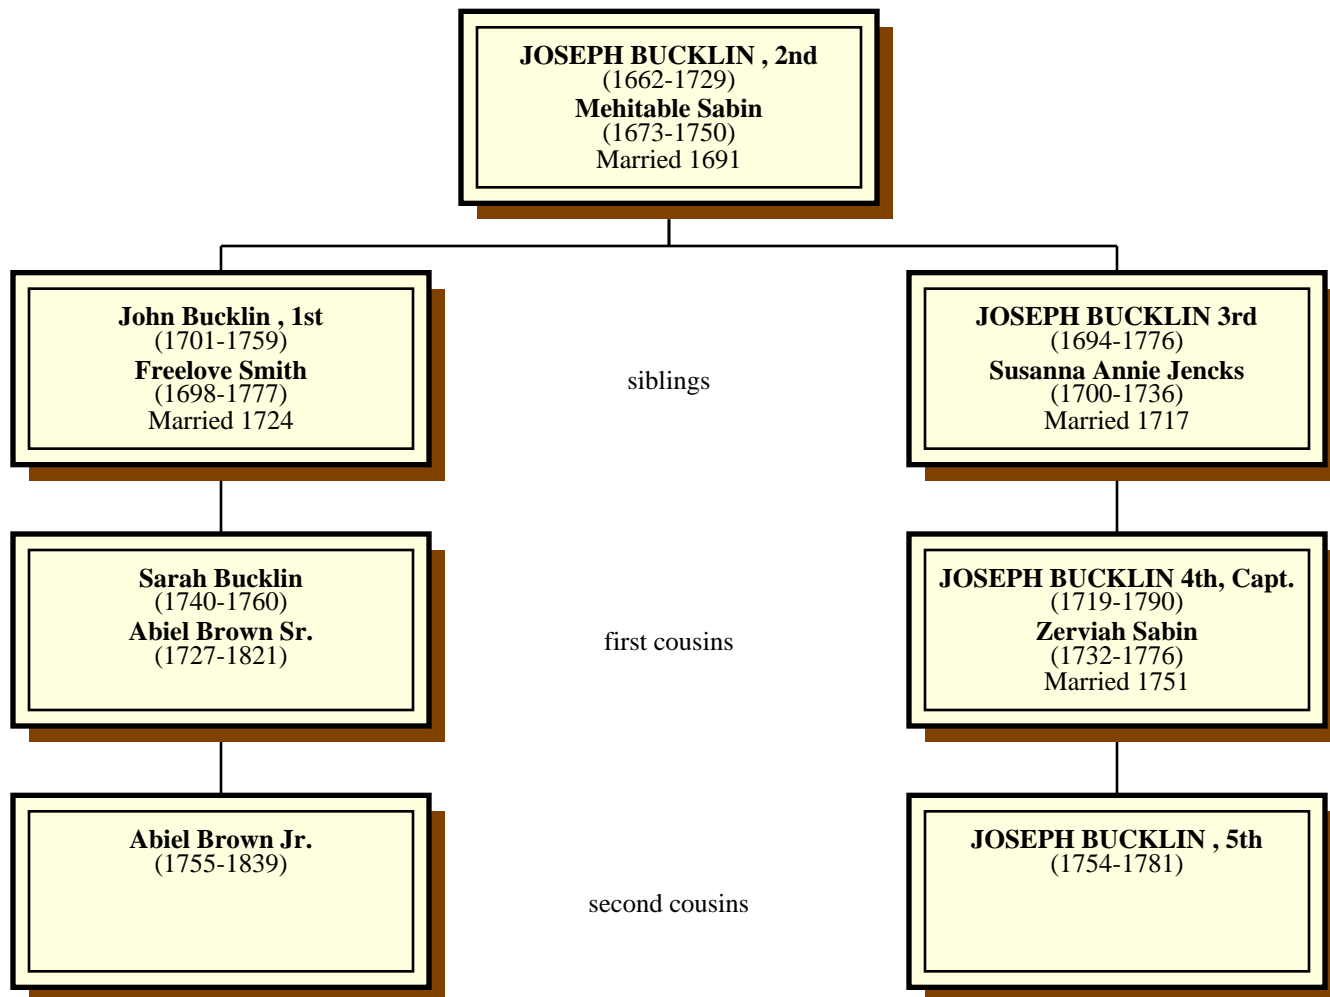 JOSEPH BUCKLIN , 2nd
(1662-1729)
Mehitable Sabin
(1673-1750)
Married 1691
John Bucklin , 1st
(1701-1759)
Freelove Smith
(1698-1777)
Married 1724
siblings
JOSEPH BUCKLIN 3rd
(1694-1776)
Susanna Annie Jencks
(1700-1736)
Married 1717
Sarah Bucklin
(1740-1760)
Abiel Brown Sr.
(1727-1821)
first cousins
JOSEPH BUCKLIN 4th, Capt.
(1719-1790)
Zerviah Sabin
(1732-1776)
Married 1751
Abiel Brown Jr.
(1755-1839)
second cousins
JOSEPH BUCKLIN , 5th
(1754-1781)